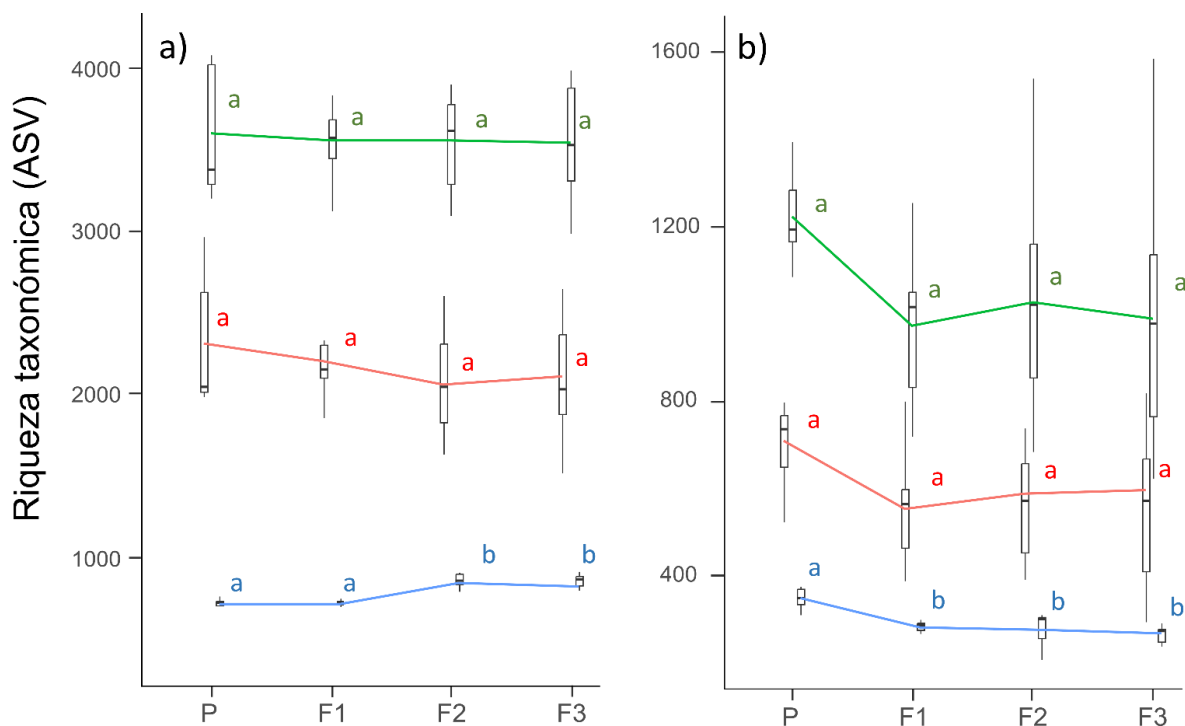 Riqueza taxonómica (ASV)
a)
4000
3000
2000
1000
a a a a
a a a a
a a b b
P F1 F2 F3
b)
1600
1200
800
400
a a a a
a a a a
a b b b
P F1 F2 F3